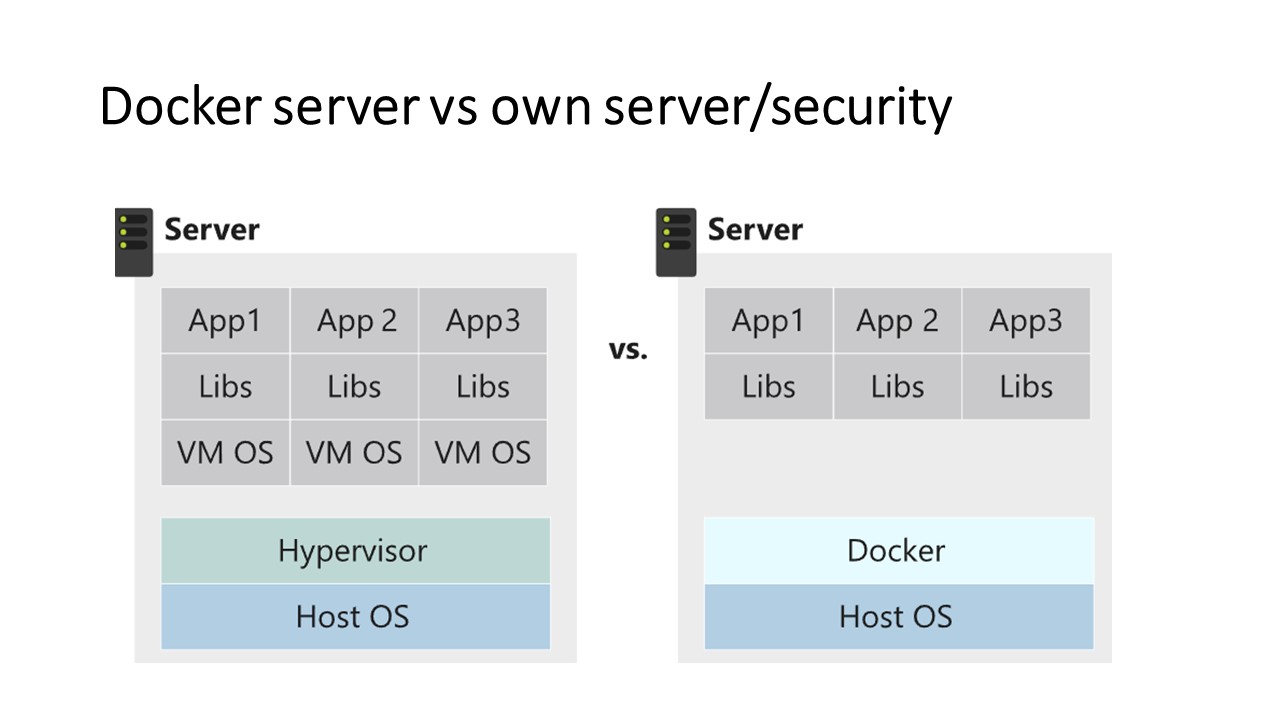 Docker server vs own server/security
Server
App1 App 2 App3
Libs Libs Libs
VM OS VM OS VM OS
Hypervisor
Host OS
vs.
Server
App1 App 2 App3
Libs Libs Libs
Docker
Host OS